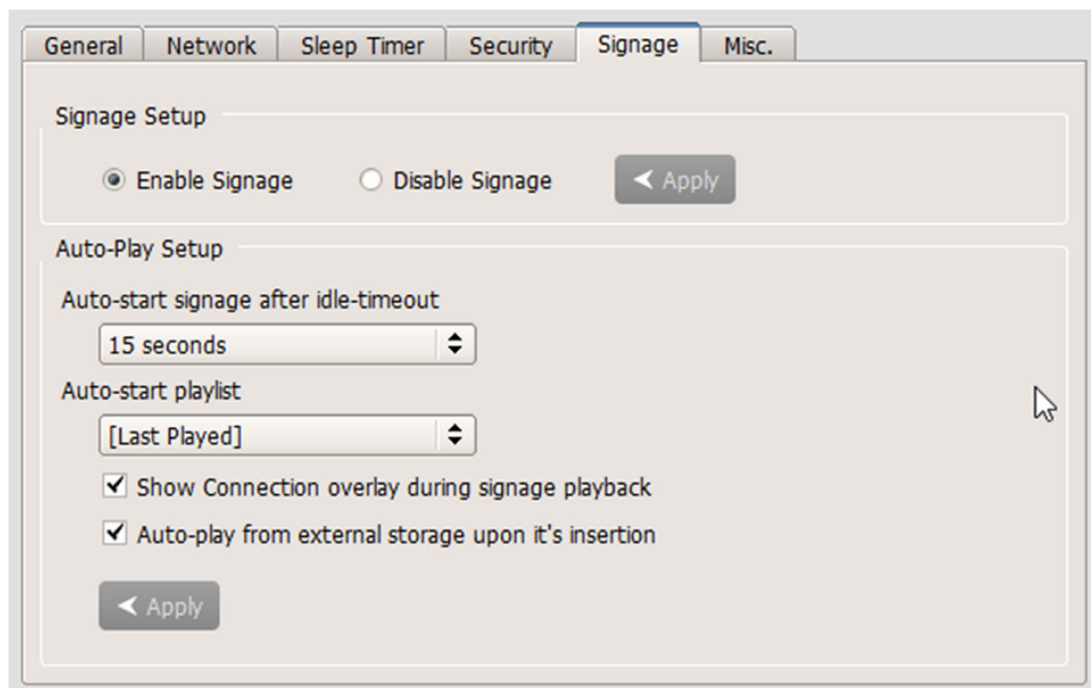 General Network Sleep Timer Security Signage Misc.
Signage Setup
Enable Signage Disable Signage Apply
Auto-Play Setup
Auto-start signage after idle-timeout
15 seconds
Auto-start playlist
[Last Played]
Show Connection overlay during signage playback
Auto-play from external storage upon it's insertion
Apply